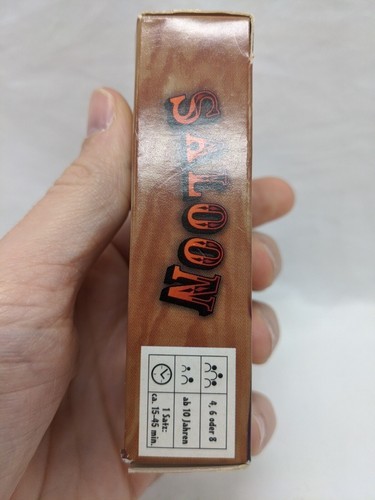 SALOON
4, 6 oder 8
ab 10 Jahren
1 Satz:
ca. 15-45 min.